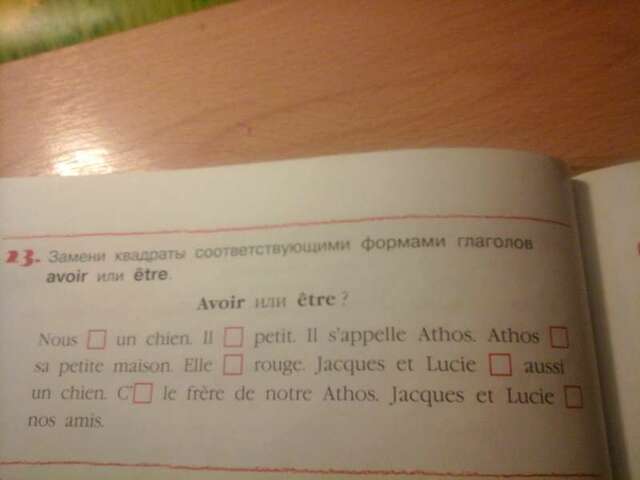 23. Замени квадраты соответствующими формами глаголов
avoir или être.
Avoir или être ?
Nous □ un chien. Il □ petit. Il s'appelle Athos. Athos □
sa petite maison. Elle □ rouge. Jacques et Lucie □ aussi
un chien. C'□ le frère de notre Athos. Jacques et Lucie □
nos amis.